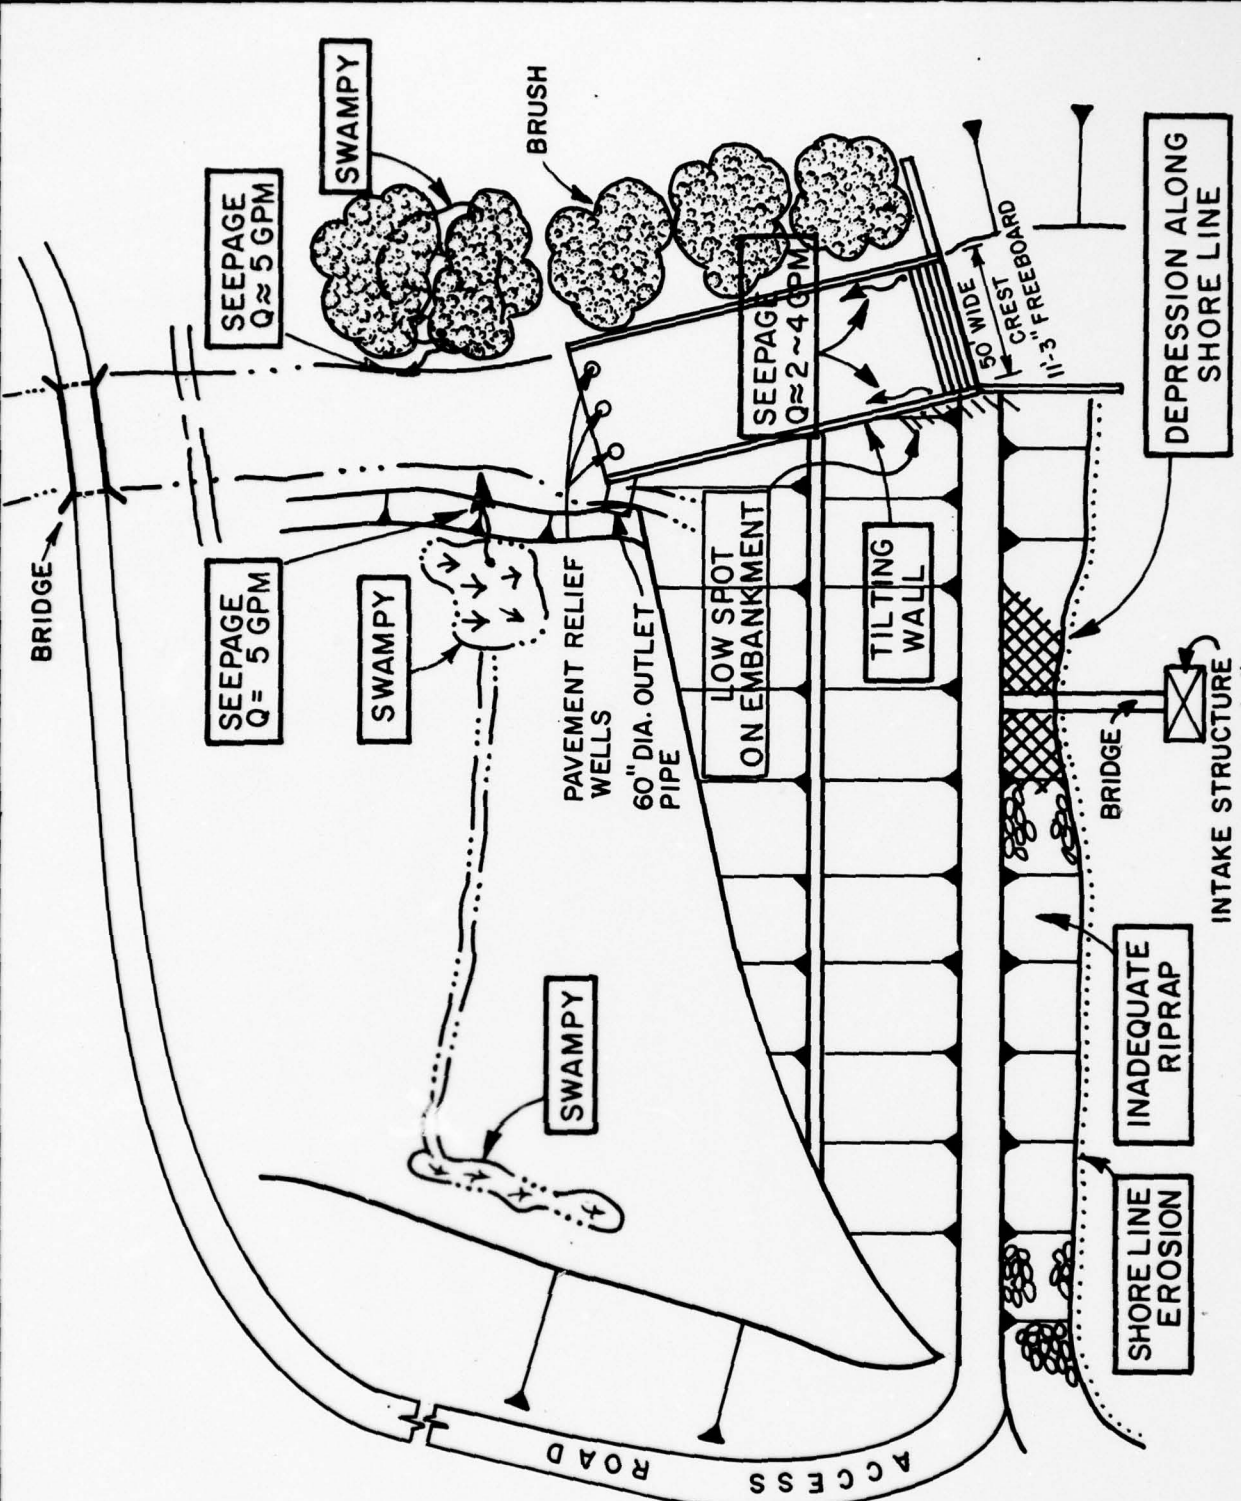 BRIDGE
SEEPAGE
Q ≈ 5 GPM
SWAMPY
BRUSH
SEEPAGE
Q = 5 GPM
SWAMPY
PAVEMENT RELIEF
WELLS
60" DIA. OUTLET
PIPE
SWAMPY
SEEPAGE
Q≈2~4 GPM
LOW SPOT
ON EMBANKMENT
TILTING
WALL
50' WIDE
CREST
11'-3" FREEBOARD
DEPRESSION ALONG
SHORE LINE
BRIDGE
INTAKE STRUCTURE
INADEQUATE
RIPRAP
SHORE LINE
EROSION
ACCESS ROAD